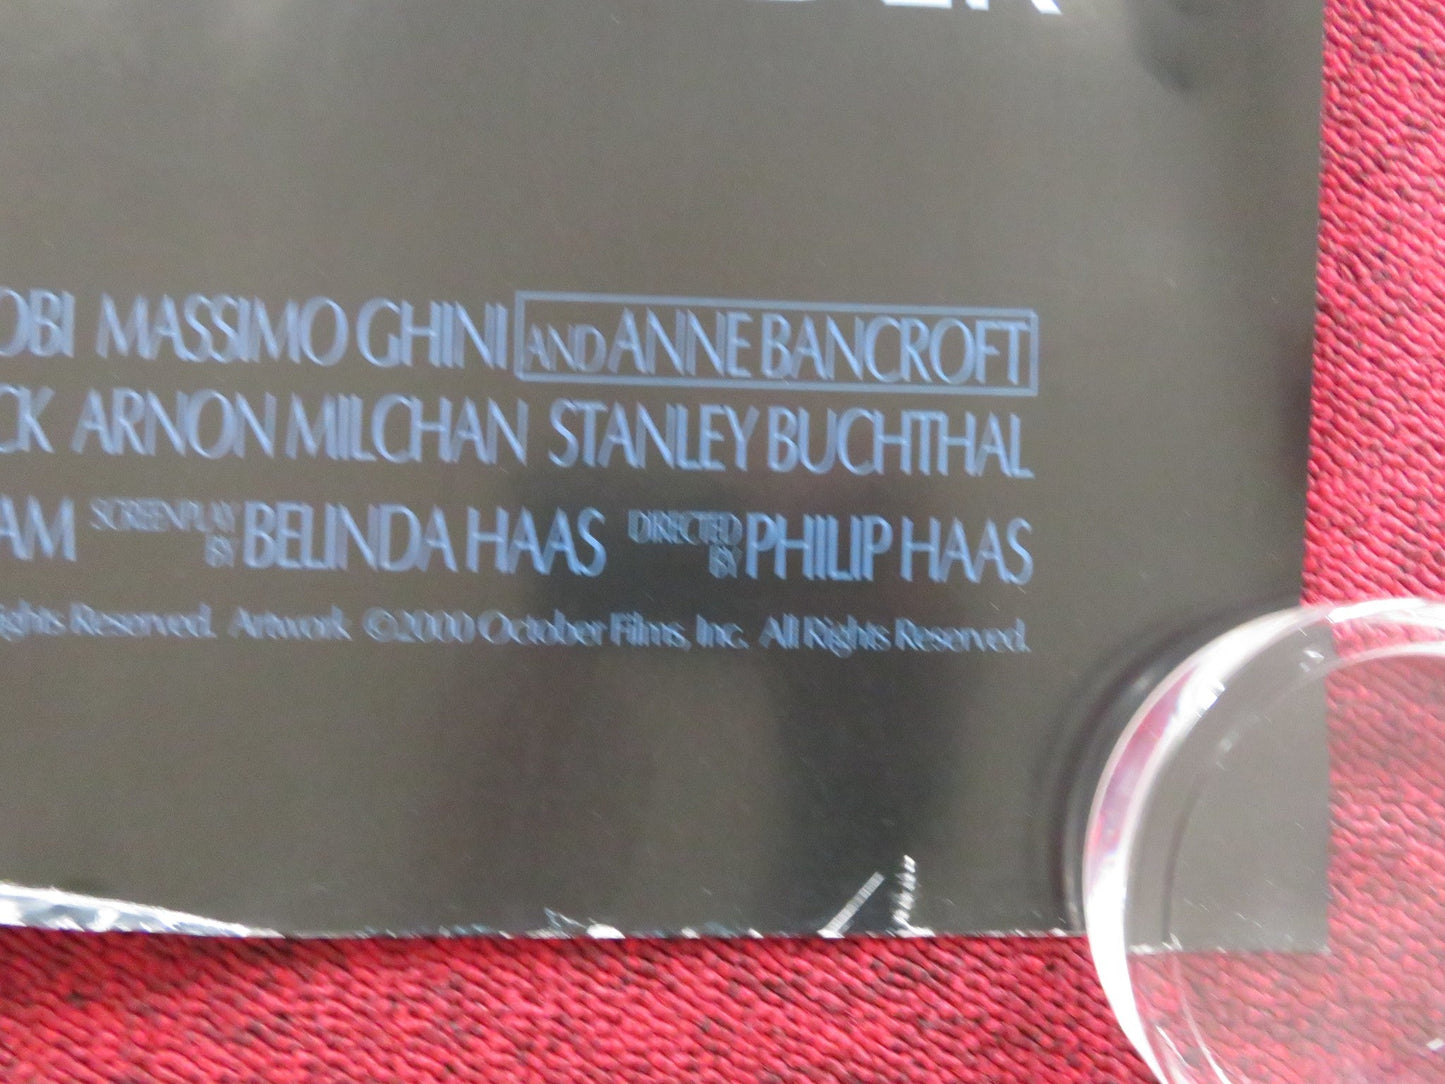 OBI MASSIMO GHINI AND ANNE BANCROFT
CK ARNON MILCHAN STANLEY BUCHTHAL
AM SCREENPLAY BY BELINDA HAAS DIRECTED BY PHILIP HAAS
ights Reserved. Artwork ©2000 October Films, Inc. All Rights Reserved.